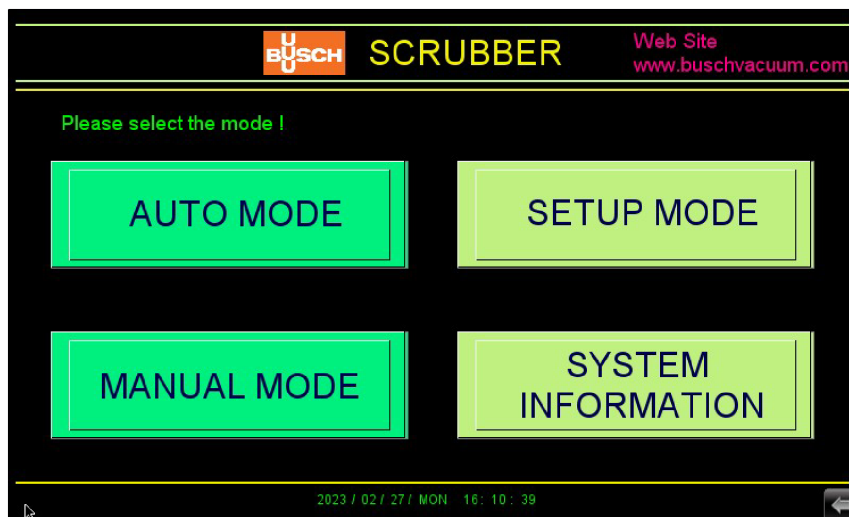 BUSCH
SCRUBBER
Web Site
www.buschvacuum.com
Please select the mode !
AUTO MODE
SETUP MODE
MANUAL MODE
SYSTEM
INFORMATION
2023 / 02 / 27 / MON 16 : 10 : 39